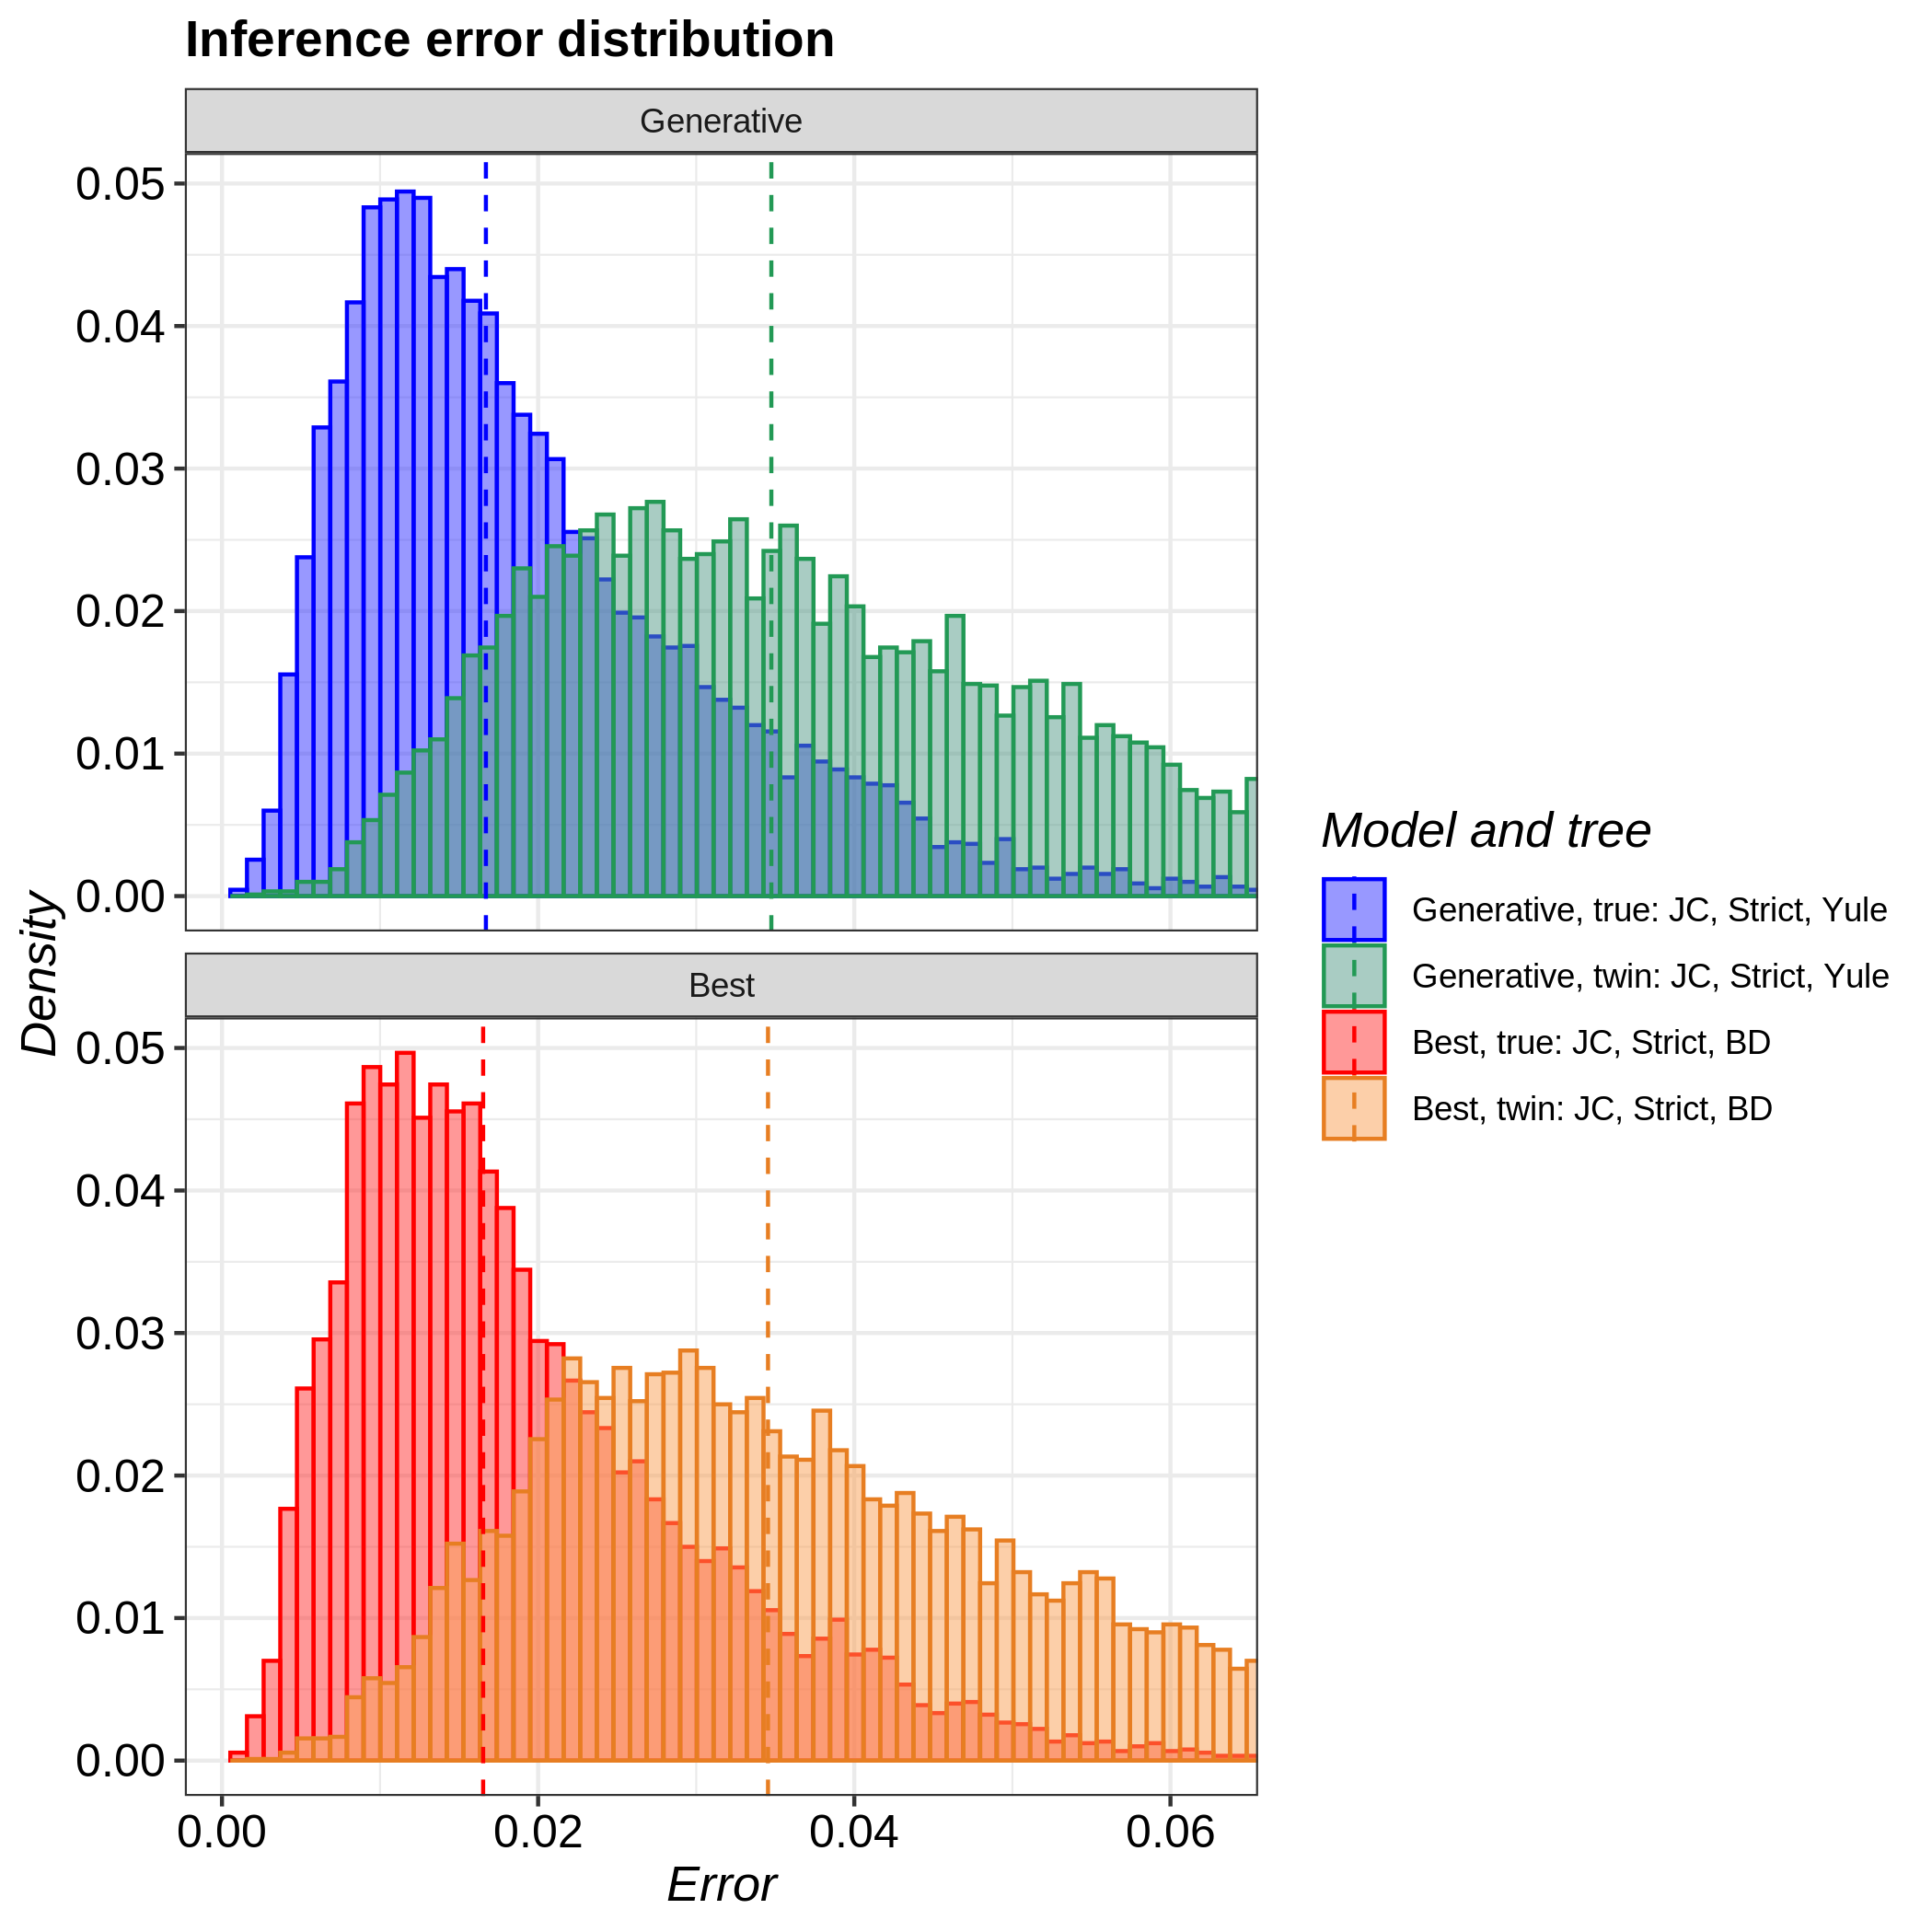 Inference error distribution
Generative
0.05
0.04
0.03
0.02
0.01
0.00
Density
Best
0.05
0.04
0.03
0.02
0.01
0.00
0.00 0.02 0.04 0.06
Error
Model and tree
Generative, true: JC, Strict, Yule
Generative, twin: JC, Strict, Yule
Best, true: JC, Strict, BD
Best, twin: JC, Strict, BD